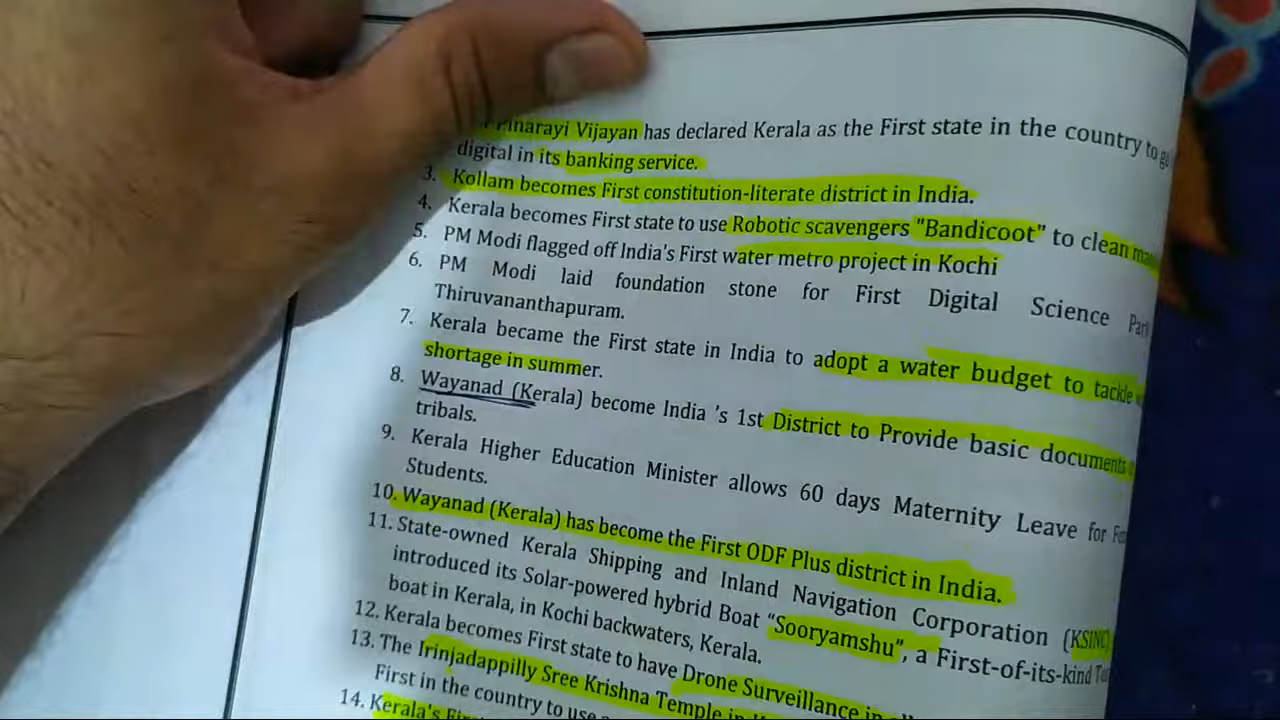 Pinarayi Vijayan has declared Kerala as the First state in the country to
digital in its banking service.
3. Kollam becomes First constitution-literate district in India.
4. Kerala becomes First state to use Robotic scavengers "Bandicoot" to clean
5. PM Modi flagged off India's First water metro project in Kochi
6. PM Modi laid foundation stone for First Digital Science
Thiruvananthapuram.
7. Kerala became the First state in India to adopt a water budget to tackle
shortage in summer.
8. Wayanad (Kerala) become India 's 1st District to Provide basic documents
tribals.
9. Kerala Higher Education Minister allows 60 days Maternity Leave for
Students.
10. Wayanad (Kerala) has become the First ODF Plus district in India.
11. State-owned Kerala Shipping and Inland Navigation Corporation (KSINC)
introduced its Solar-powered hybrid Boat "Sooryamshu", a First-of-its-kind
boat in Kerala, in Kochi backwaters, Kerala.
12. Kerala becomes First state to have Drone Surveillance in
13. The Irinjadappilly Sree Krishna Temple in
First in the country to use
14. Kerala's